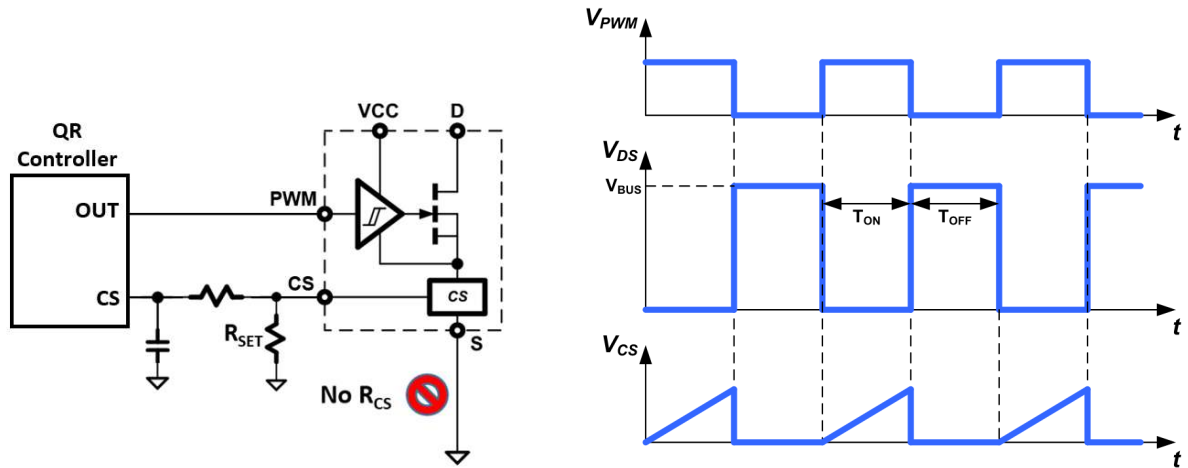 QR
Controller
OUT
CS
PWM
VCC
D
CS
CS
S
RSET
No RCS
VPWM
t
VDS
VBUS
TON
TOFF
t
VCS
t